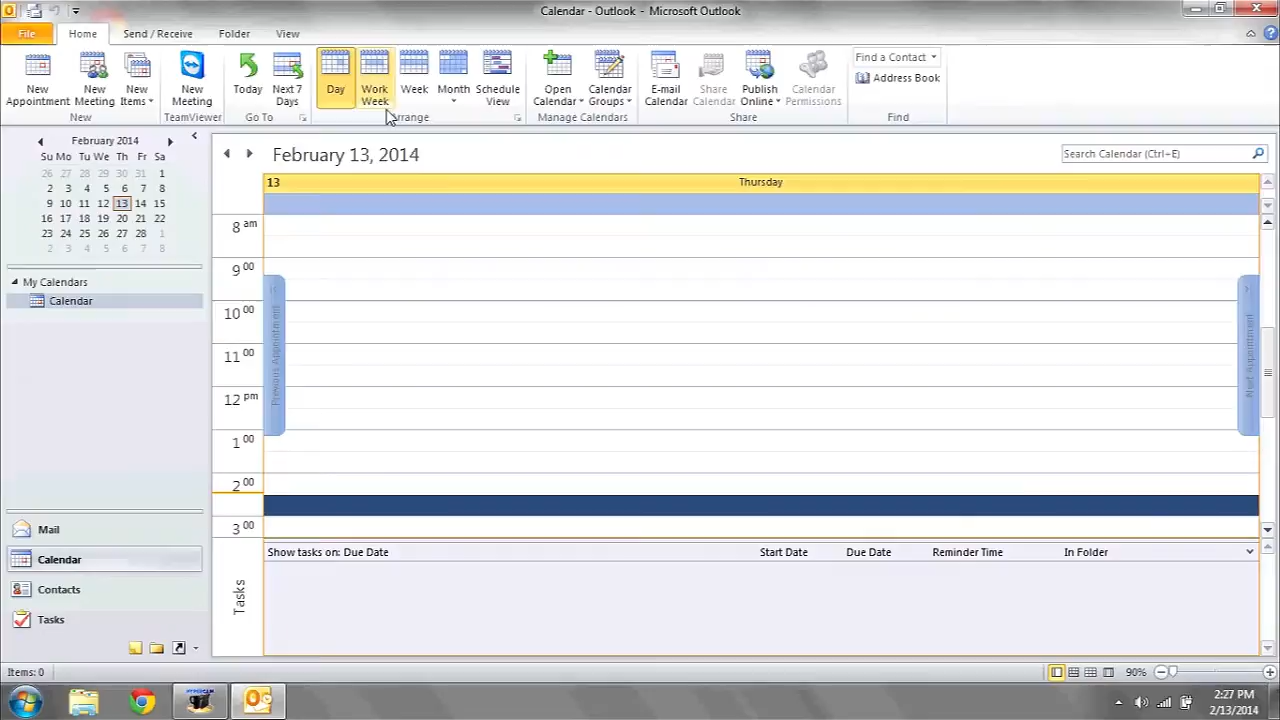 Calendar - Outlook - Microsoft Outlook
File Home Send / Receive Folder View
New Appointment
New Meeting
New Items
New
New Meeting
TeamViewer
Today
Next 7 Days
Go To
Day
Work Week
Week
Month
Schedule View
Arrange
Open Calendar
Calendar Groups
Manage Calendars
E-mail Calendar
Share Calendar
Publish Online
Calendar Permissions
Share
Find a Contact
Address Book
Find
February 2014
Su Mo Tu We Th Fr Sa
26 27 28 29 30 31 1
2 3 4 5 6 7 8
9 10 11 12 13 14 15
16 17 18 19 20 21 22
23 24 25 26 27 28 1
2 3 4 5 6 7 8
My Calendars
Calendar
Mail
Calendar
Contacts
Tasks
February 13, 2014
Search Calendar (Ctrl+E)
13 Thursday
8 am
9 00
10 00
11 00
12 pm
1 00
2 00
3 00
Previous Appointment
Next Appointment
Show tasks on: Due Date Start Date Due Date Reminder Time In Folder
Tasks
Items: 0
90%
2:27 PM
2/13/2014